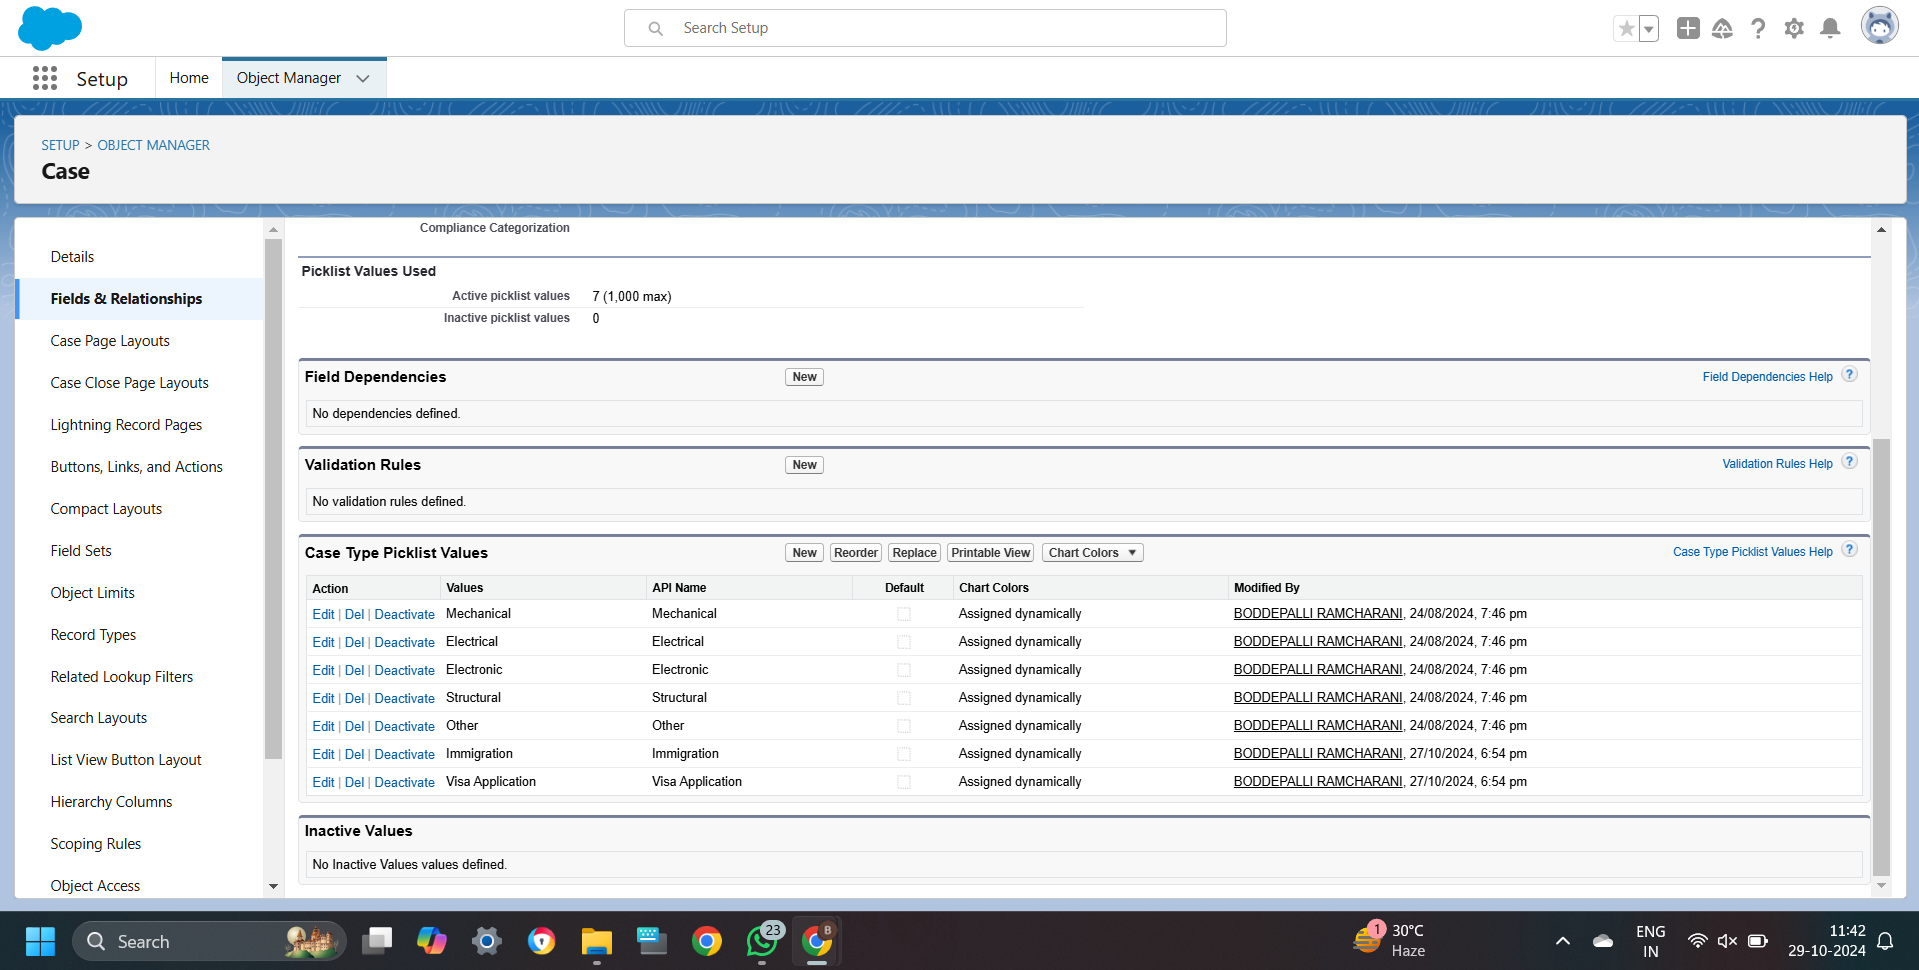 Search Setup
Setup
Home
Object Manager
SETUP > OBJECT MANAGER
Case
Details
Fields & Relationships
Case Page Layouts
Case Close Page Layouts
Lightning Record Pages
Buttons, Links, and Actions
Compact Layouts
Field Sets
Object Limits
Record Types
Related Lookup Filters
Search Layouts
List View Button Layout
Hierarchy Columns
Scoping Rules
Object Access
Compliance Categorization
Picklist Values Used
Active picklist values 7 (1,000 max)
Inactive picklist values 0
Field Dependencies New Field Dependencies Help ?
No dependencies defined.
Validation Rules New Validation Rules Help ?
No validation rules defined.
Case Type Picklist Values New Reorder Replace Printable View Chart Colors Case Type Picklist Values Help ?
Action Values API Name Default Chart Colors Modified By
Edit | Del | Deactivate Mechanical Mechanical Assigned dynamically BODDEPALLI RAMCHARANI, 24/08/2024, 7:46 pm
Edit | Del | Deactivate Electrical Electrical Assigned dynamically BODDEPALLI RAMCHARANI, 24/08/2024, 7:46 pm
Edit | Del | Deactivate Electronic Electronic Assigned dynamically BODDEPALLI RAMCHARANI, 24/08/2024, 7:46 pm
Edit | Del | Deactivate Structural Structural Assigned dynamically BODDEPALLI RAMCHARANI, 24/08/2024, 7:46 pm
Edit | Del | Deactivate Other Other Assigned dynamically BODDEPALLI RAMCHARANI, 24/08/2024, 7:46 pm
Edit | Del | Deactivate Immigration Immigration Assigned dynamically BODDEPALLI RAMCHARANI, 27/10/2024, 6:54 pm
Edit | Del | Deactivate Visa Application Visa Application Assigned dynamically BODDEPALLI RAMCHARANI, 27/10/2024, 6:54 pm
Inactive Values
No Inactive Values values defined.
Search
23
B
1
30°C
Haze
ENG
IN
11:42
29-10-2024